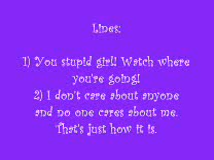 Lines:
1) You stupid girl! Watch where
you're going!
2) I don't care about anyone
and no one cares about me.
That's just how it is.